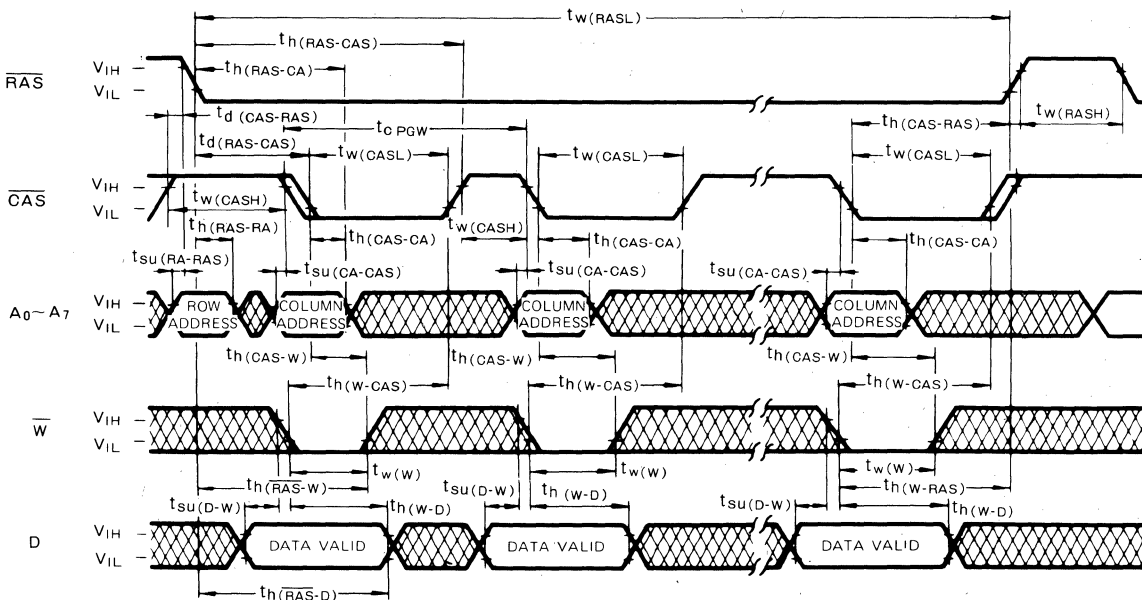 tw(RASL)
th(RAS-CAS)
th(RAS-CA)
RAS
VIH
VIL
td(CAS-RAS)
tc PGW
th(CAS-RAS)
tw(RASH)
td(RAS-CAS)
tw(CASL)
tw(CASL)
tw(CASL)
CAS
VIH
VIL
tw(CASH)
th(RAS-RA)
th(CAS-CA)
tw(CASH)
th(CAS-CA)
th(CAS-CA)
tsu(RA-RAS)
tsu(CA-CAS)
tsu(CA-CAS)
tsu(CA-CAS)
A0~A7
VIH
VIL
ROW
ADDRESS
COLUMN
ADDRESS
COLUMN
ADDRESS
COLUMN
ADDRESS
th(CAS-W)
th(CAS-W)
th(CAS-W)
th(W-CAS)
th(W-CAS)
th(W-CAS)
W
VIH
VIL
tw(W)
tw(W)
tw(W)
th(RAS-W)
th(W-RAS)
tsu(D-W)
th(W-D)
tsu(D-W)
th(W-D)
tsu(D-W)
th(W-D)
D
VIH
VIL
DATA VALID
DATA VALID
DATA VALID
th(RAS-D)